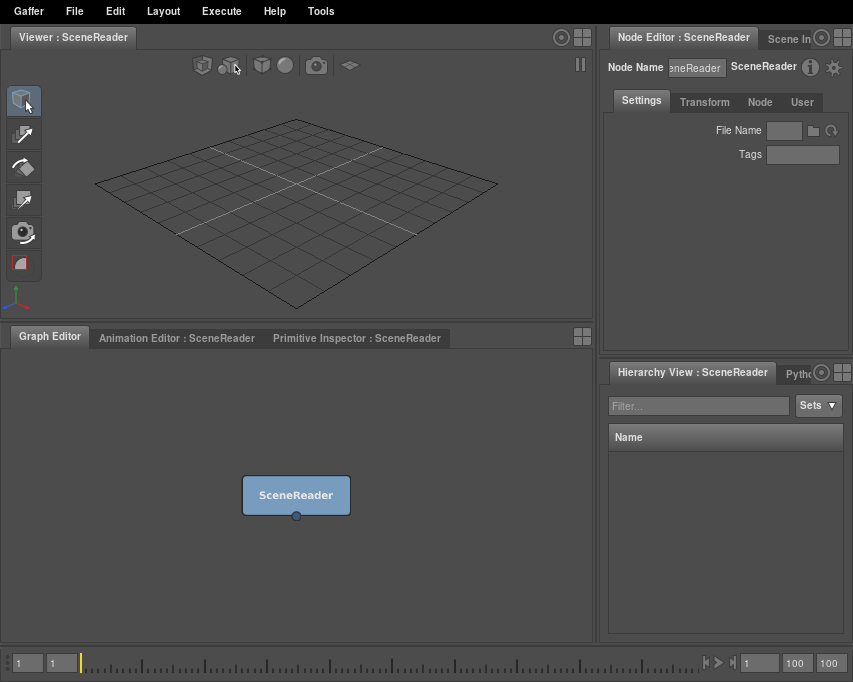 Gaffer File Edit Layout Execute Help Tools
Viewer : SceneReader
Node Editor : SceneReader Scene In
Node Name eneReader SceneReader
Settings Transform Node User
File Name
Tags
Graph Editor Animation Editor : SceneReader Primitive Inspector : SceneReader
SceneReader
Hierarchy View : SceneReader Pytho
Filter... Sets
Name
1 1 1 100 100